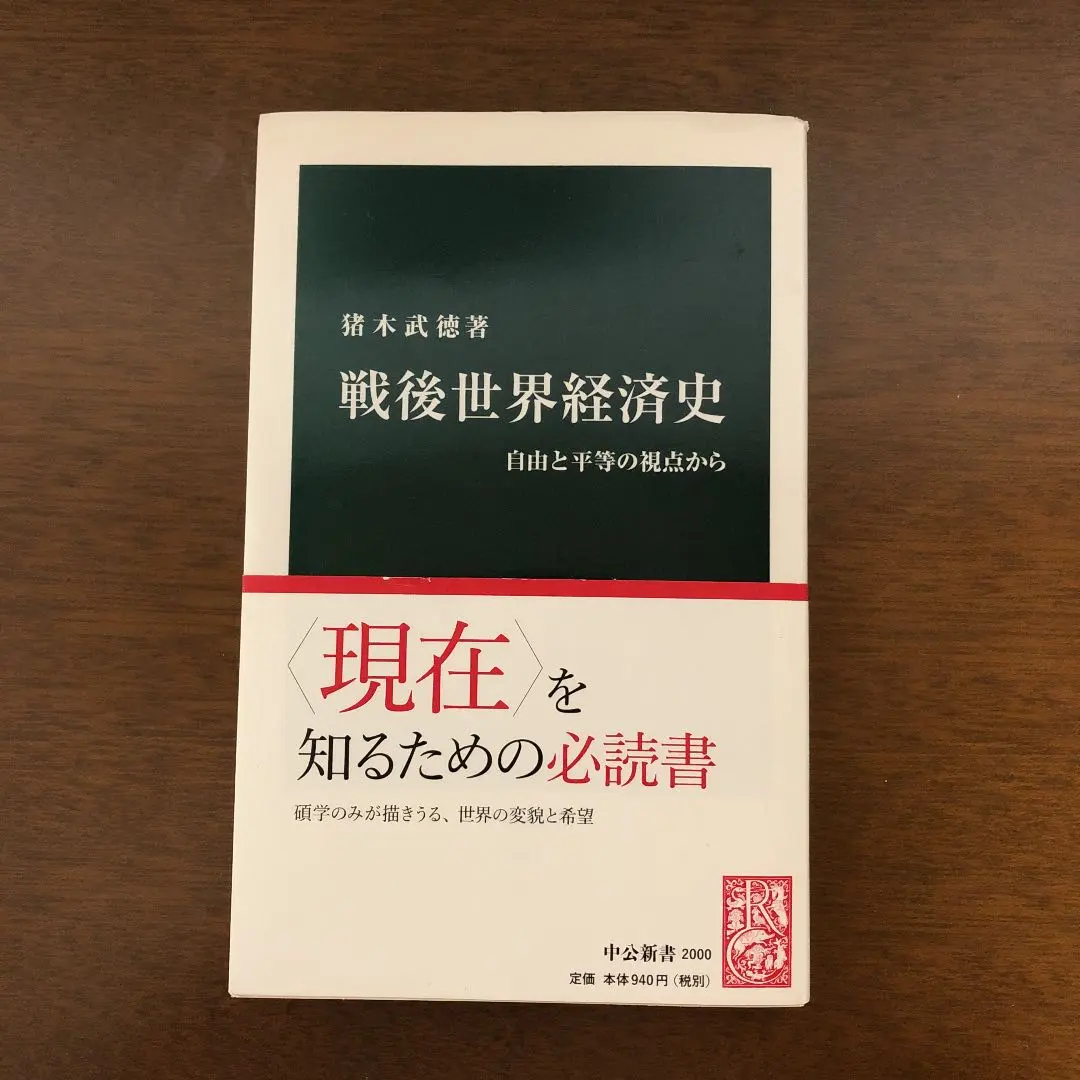 猪木武徳著
戦後世界経済史
自由と平等の視点から
〈現在〉を
知るための必読書
碩学のみが描きうる、世界の変貌と希望
RC
中公新書 2000
定価 本体940円(税別)